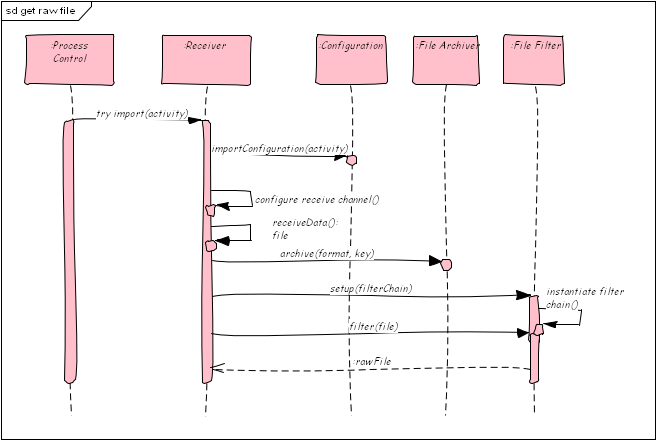 sd get raw file
:Process
Control
:Receiver
:Configuration
:File Archiver
:File Filter
try import(activity)
importConfiguration(activity)
configure receive channel()
receiveData():
file
archive(format, key)
setup(filterChain)
instantiate filter
chain()
filter(file)
:rawFile